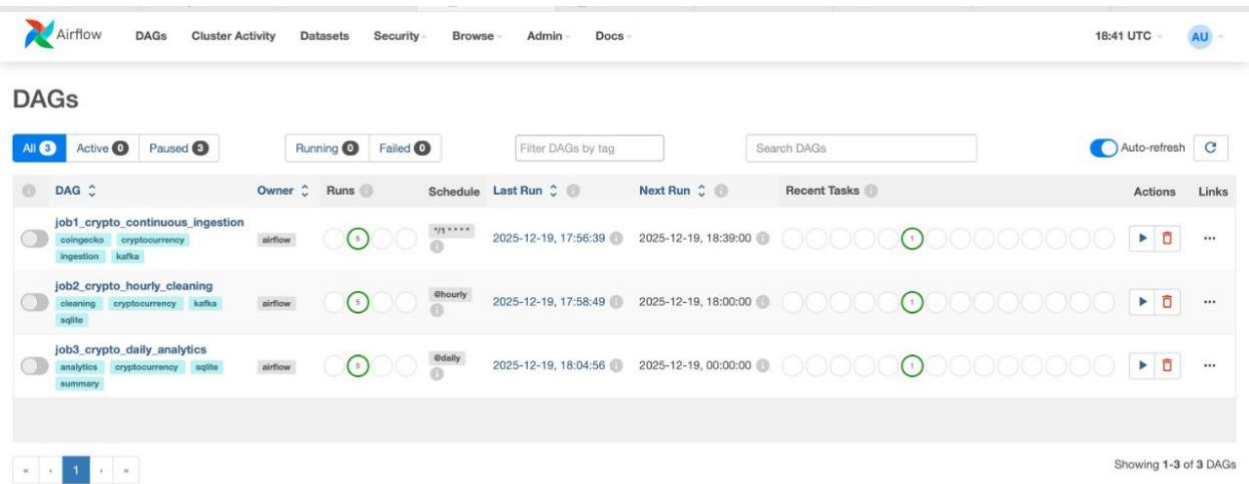 Airflow DAGs Cluster Activity Datasets Security Browse Admin Docs 18:41 UTC AU
DAGs
All 3 Active 0 Paused 3 Running 0 Failed 0 Filter DAGs by tag Search DAGs Auto-refresh
DAG Owner Runs Schedule Last Run Next Run Recent Tasks Actions Links
job1_crypto_continuous_ingestion
coingecko cryptocurrency
ingestion kafka
airflow 5 */1 * * * * 2025-12-19, 17:56:39 2025-12-19, 18:39:00 1
job2_crypto_hourly_cleaning
cleaning cryptocurrency kafka
sqlite
airflow 5 @hourly 2025-12-19, 17:58:49 2025-12-19, 18:00:00 1
job3_crypto_daily_analytics
analytics cryptocurrency sqlite
summary
airflow 5 @daily 2025-12-19, 18:04:56 2025-12-19, 00:00:00 1
« ‹ 1 › »
Showing 1-3 of 3 DAGs